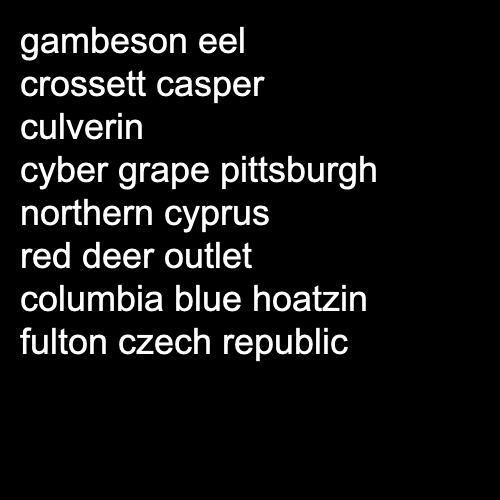 gambeson eel
crossett casper
culverin
cyber grape pittsburgh
northern cyprus
red deer outlet
columbia blue hoatzin
fulton czech republic